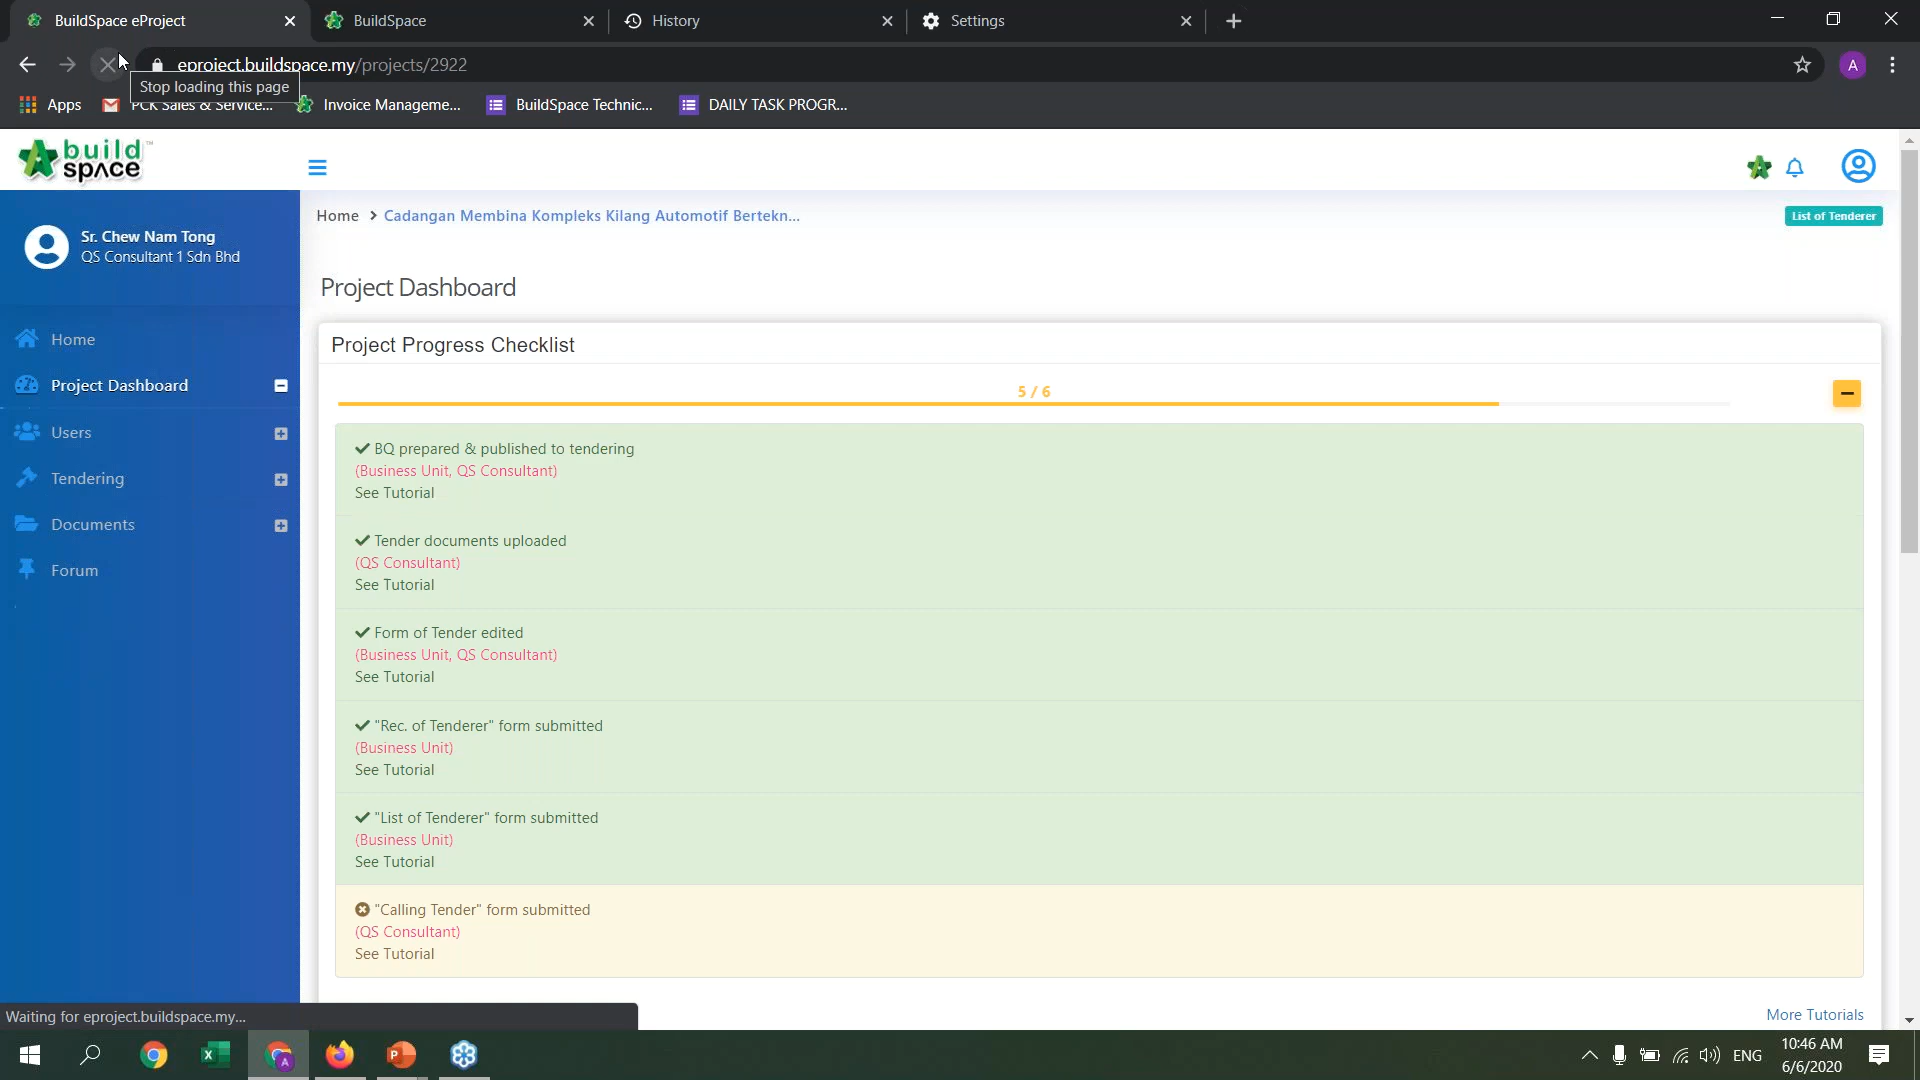 BuildSpace eProject
BuildSpace
History
Settings
eproject.buildspace.my/projects/2922
Stop loading this page
Apps
PCK Sales & Service...
Invoice Manageme...
BuildSpace Technic...
DAILY TASK PROGR...
build
space
TM
Home > Cadangan Membina Kompleks Kilang Automotif Bertekn...
List of Tenderer
Sr. Chew Nam Tong
QS Consultant 1 Sdn Bhd
Home
Project Dashboard
Users
Tendering
Documents
Forum
Project Dashboard
Project Progress Checklist
5 / 6
BQ prepared & published to tendering
(Business Unit, QS Consultant)
See Tutorial
Tender documents uploaded
(QS Consultant)
See Tutorial
Form of Tender edited
(Business Unit, QS Consultant)
See Tutorial
"Rec. of Tenderer" form submitted
(Business Unit)
See Tutorial
"List of Tenderer" form submitted
(Business Unit)
See Tutorial
"Calling Tender" form submitted
(QS Consultant)
See Tutorial
More Tutorials
Waiting for eproject.buildspace.my...
A
ENG
10:46 AM
6/6/2020